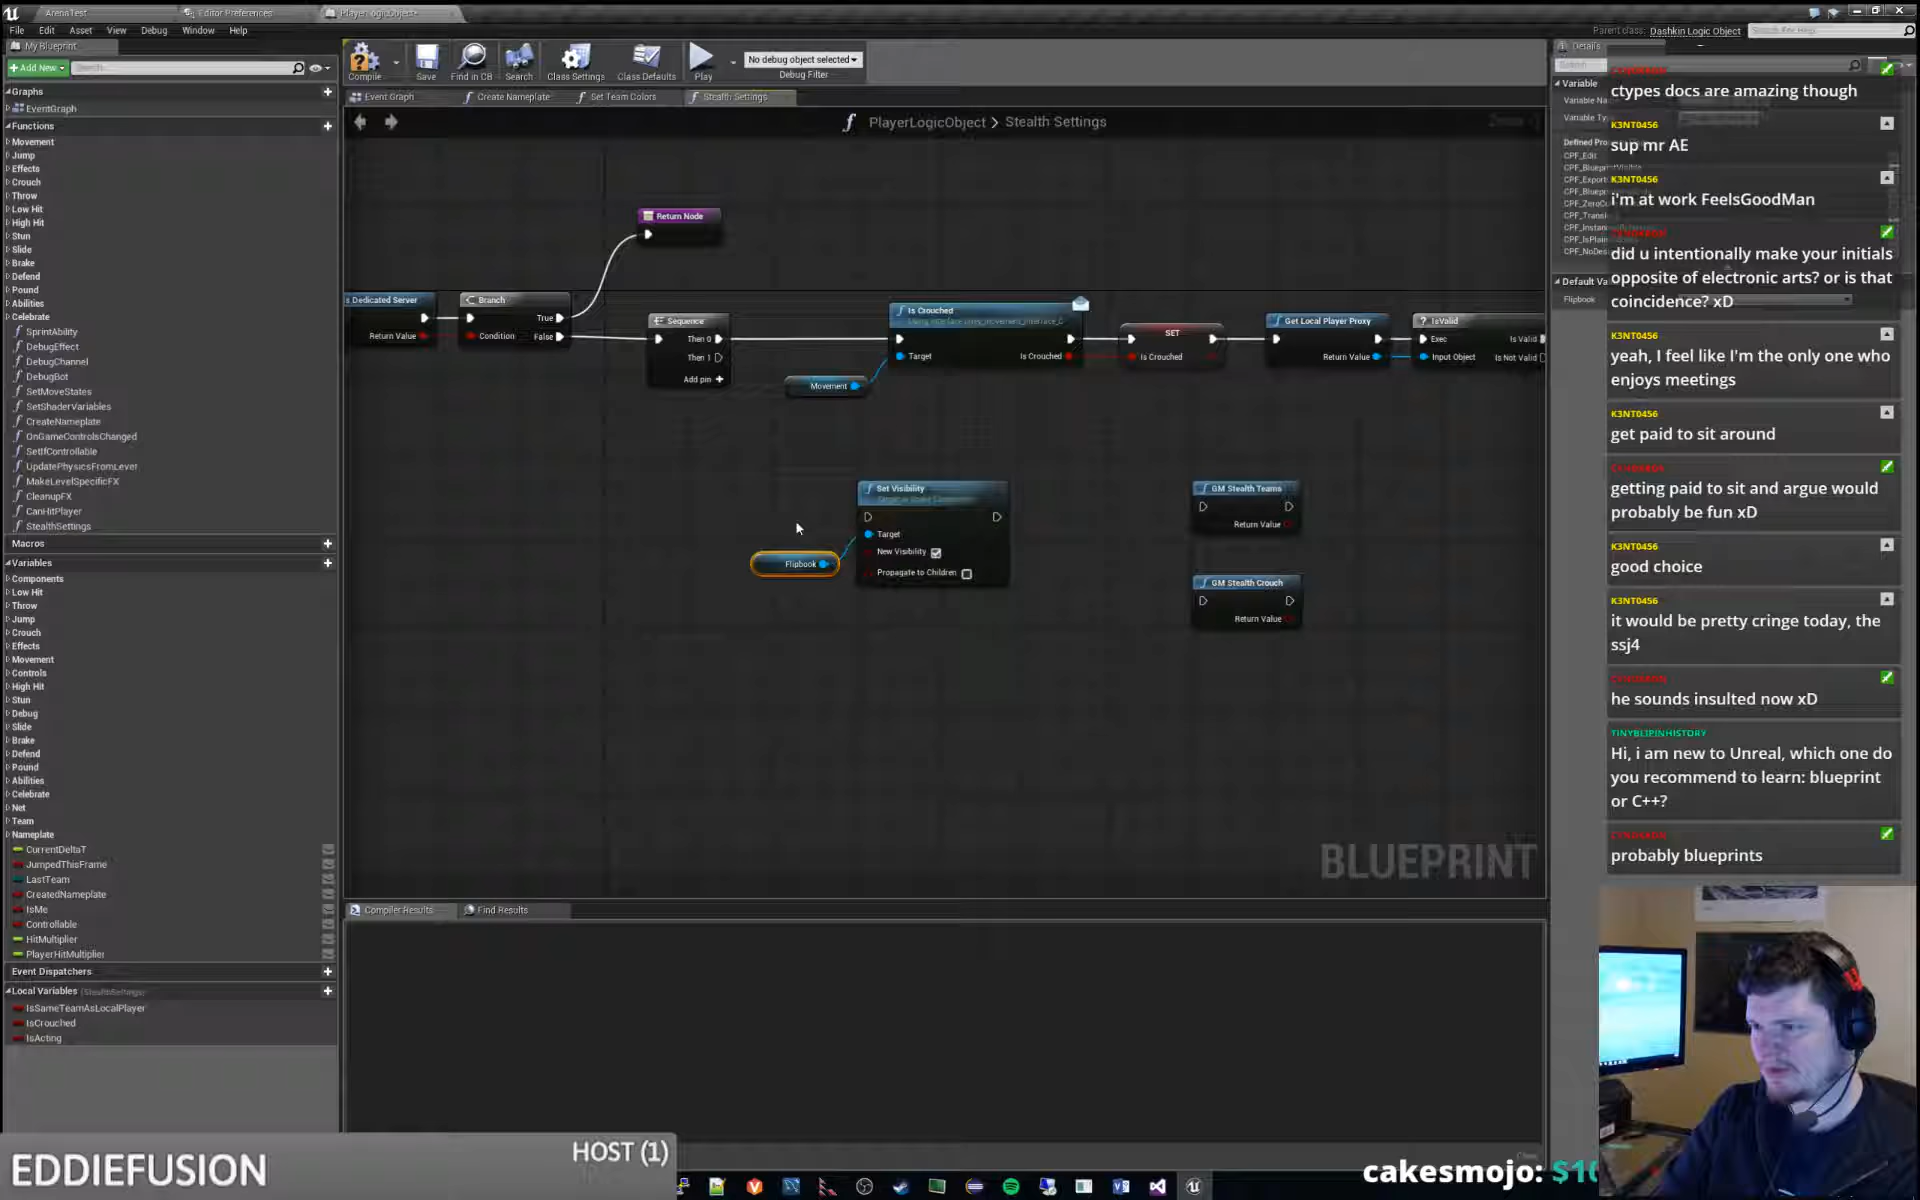 ArenaTest
Editor Preferences
PlayerLogicObject*
File Edit Asset View Debug Window Help
Parent class: Dashkin Logic Object
My Blueprint
Add New
Search...
Graphs
EventGraph
Functions
Movement
Jump
Effects
Crouch
Throw
Low Hit
High Hit
Stun
Slide
Brake
Defend
Pound
Abilities
Celebrate
SprintAbility
DebugEffect
DebugChannel
DebugBot
SetMoveStates
SetShaderVariables
CreateNameplate
OnGameControlsChanged
SetIfControllable
UpdatePhysicsFromLevel
MakeLevelSpecificFX
CleanupFX
CanHitPlayer
StealthSettings
Macros
Variables
Components
Low Hit
Throw
Jump
Crouch
Effects
Movement
Controls
High Hit
Stun
Debug
Slide
Brake
Defend
Pound
Abilities
Celebrate
Net
Team
Nameplate
CurrentDeltaT
JumpedThisFrame
LastTeam
CreatedNameplate
IsMe
Controllable
HitMultiplier
PlayerHitMultiplier
Event Dispatchers
Local Variables (StealthSettings)
IsSameTeamAsLocalPlayer
IsCrouched
IsActing
Compile
Save
Find in CB
Search
Class Settings
Class Defaults
Play
No debug object selected
Debug Filter
Event Graph
Create Nameplate
Set Team Colors
Stealth Settings
PlayerLogicObject > Stealth Settings
Return Node
s Dedicated Server
Return Value
Branch
True
Condition False
Sequence
Then 0
Then 1
Add pin
Movement
Is Crouched
Target
Is Crouched
SET
Is Crouched
Get Local Player Proxy
Return Value
IsValid
Exec
Is Valid
Input Object
Is Not Valid
Set Visibility
Target
New Visibility
Propagate to Children
Flipbook
GM Stealth Teams
Return Value
GM Stealth Crouch
Return Value
BLUEPRINT
Compiler Results
Find Results
Details
Variable
Default Va
Flipbook
ctypes docs are amazing though
K3NT0456
sup mr AE
K3NT0456
i'm at work FeelsGoodMan
did u intentionally make your initials
opposite of electronic arts? or is that
coincidence? xD
K3NT0456
yeah, I feel like I'm the only one who
enjoys meetings
K3NT0456
get paid to sit around
getting paid to sit and argue would
probably be fun xD
K3NT0456
good choice
K3NT0456
it would be pretty cringe today, the
ssj4
he sounds insulted now xD
TINYBLIPINHISTORY
Hi, i am new to Unreal, which one do
you recommend to learn: blueprint
or C++?
probably blueprints
EDDIEFUSION
HOST (1)
cakesmojo: $10